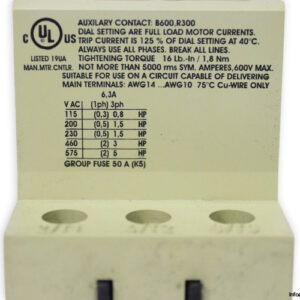 AUXILARY CONTACT: B600,R300
DIAL SETTING ARE FULL LOAD MOTOR CURRENTS.
TRIP CURRENT IS 125% OF DIAL SETTING AT 40°C.
ALWAYS USE ALL PHASES. BREAK ALL LINES.
TIGHTENING TORQUE 16 Lb.-In / 1,8 Nm
C UL US
LISTED 19UA
MAN.MTR.CNTLR.
NOT MORE THAN 5000 rms SYM. AMPERES.600V MAX.
SUITABLE FOR USE ON A CIRCUIT CAPABLE OF DELIVERING
MAIN TERMINALS: AWG14 ...AWG10 75°C Cu-WIRE ONLY
6,3A
V AC (1ph) 3ph
115 (0,3) 0,8 HP
200 (0,5) 1,5 HP
230 (0,5) 1,5 HP
460 (2) 3 HP
575 (2) 5 HP
GROUP FUSE 50 A (K5)